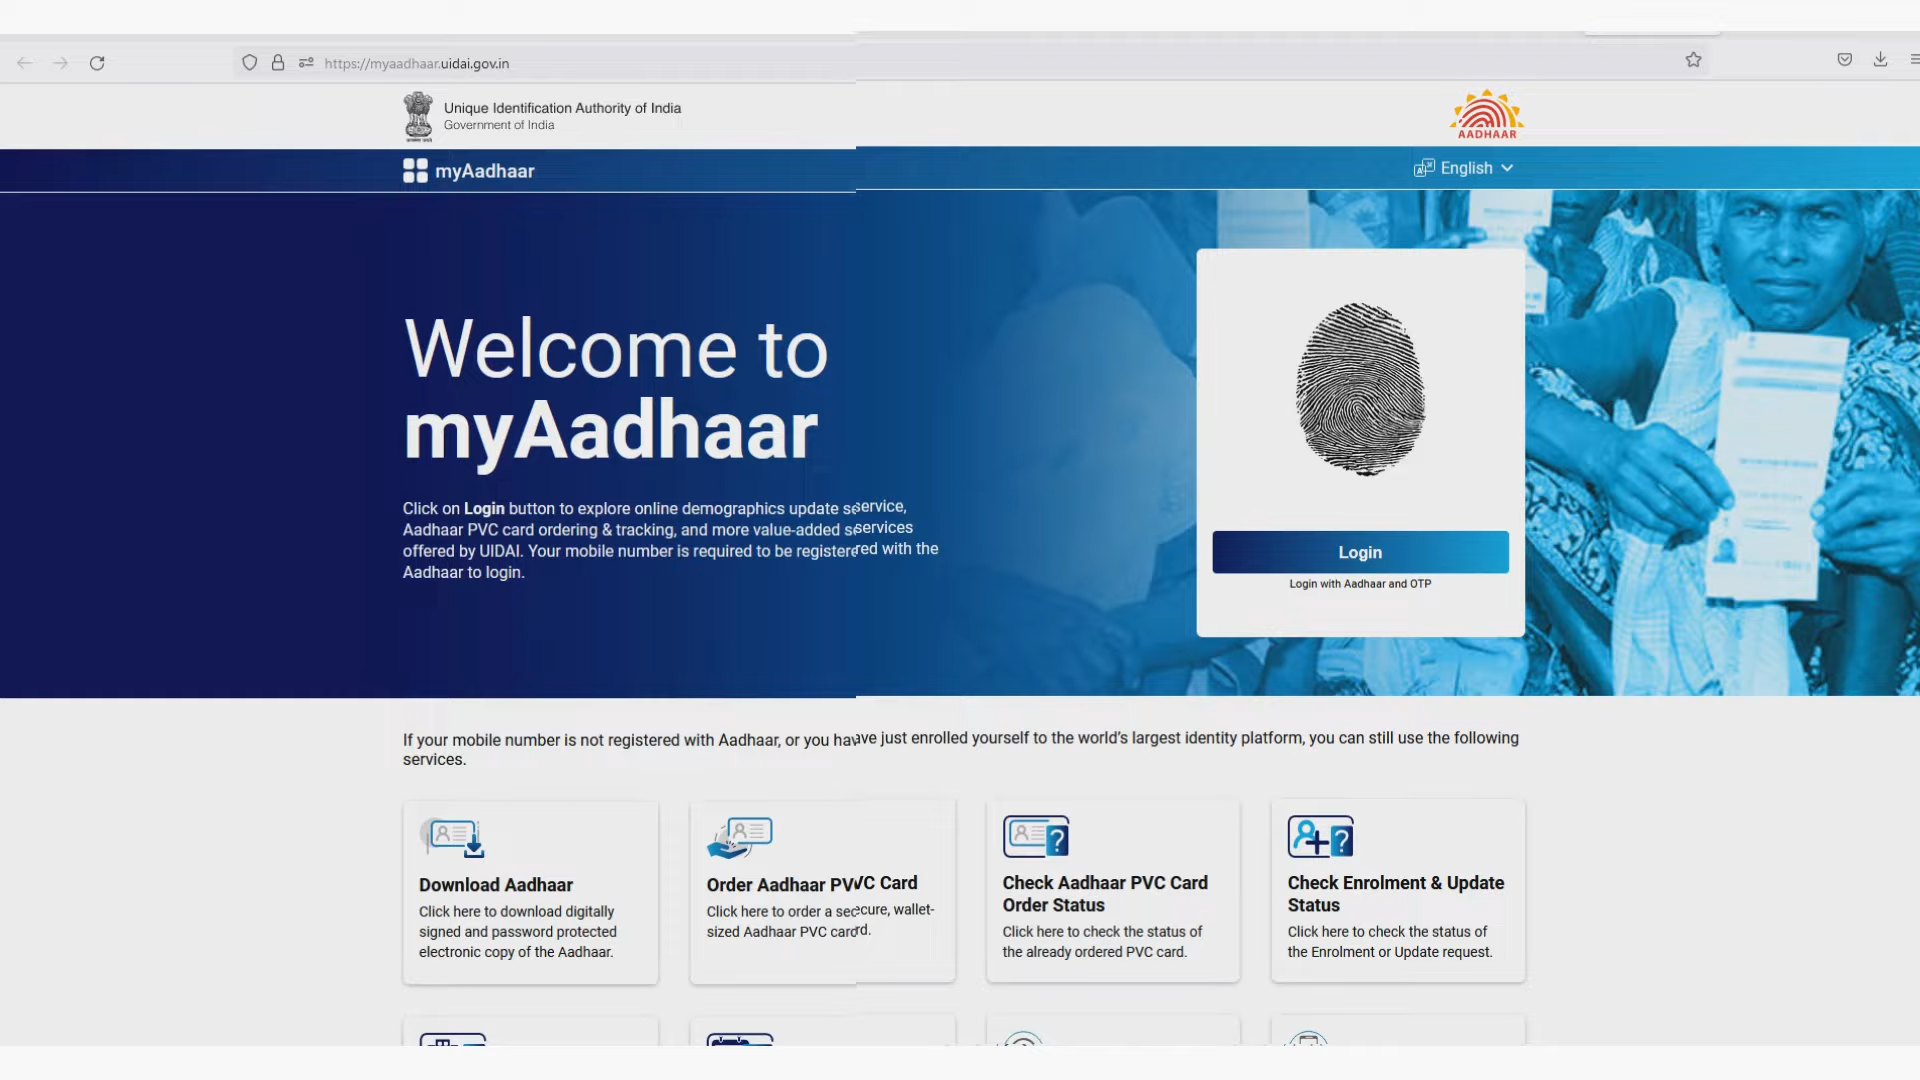 https://myaadhaar.uidai.gov.in
Unique Identification Authority of India
Government of India
AADHAAR
myAadhaar
English
Welcome to
myAadhaar
Click on Login button to explore online demographics update service,
Aadhaar PVC card ordering & tracking, and more value-added services
offered by UIDAI. Your mobile number is required to be registered with the
Aadhaar to login.
Login
Login with Aadhaar and OTP
If your mobile number is not registered with Aadhaar, or you have just enrolled yourself to the world's largest identity platform, you can still use the following
services.
Download Aadhaar
Click here to download digitally
signed and password protected
electronic copy of the Aadhaar.
Order Aadhaar PVC Card
Click here to order a secure, wallet-
sized Aadhaar PVC card.
Check Aadhaar PVC Card
Order Status
Click here to check the status of
the already ordered PVC card.
Check Enrolment & Update
Status
Click here to check the status of
the Enrolment or Update request.